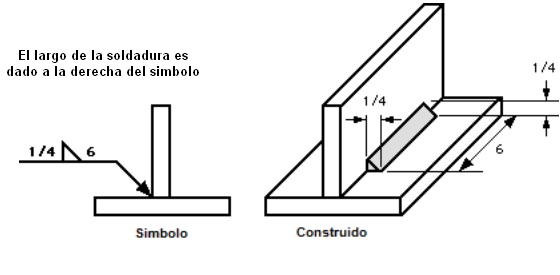 El largo de la soldadura es
dado a la derecha del simbolo
1/4 6
Simbolo
1/4
1/4
6
Construido